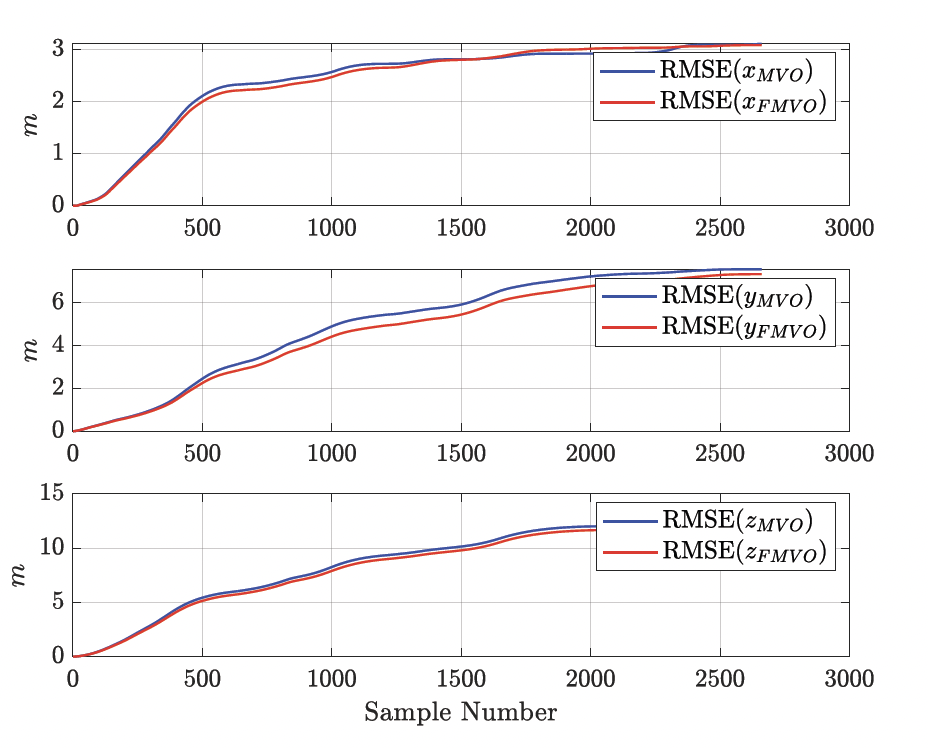 3
2
1
0
m
RMSE(x_MVO)
RMSE(x_FMVO)
0 500 1000 1500 2000 2500 3000
6
4
2
0
m
RMSE(y_MVO)
RMSE(y_FMVO)
0 500 1000 1500 2000 2500 3000
15
10
5
0
m
RMSE(z_MVO)
RMSE(z_FMVO)
0 500 1000 1500 2000 2500 3000
Sample Number